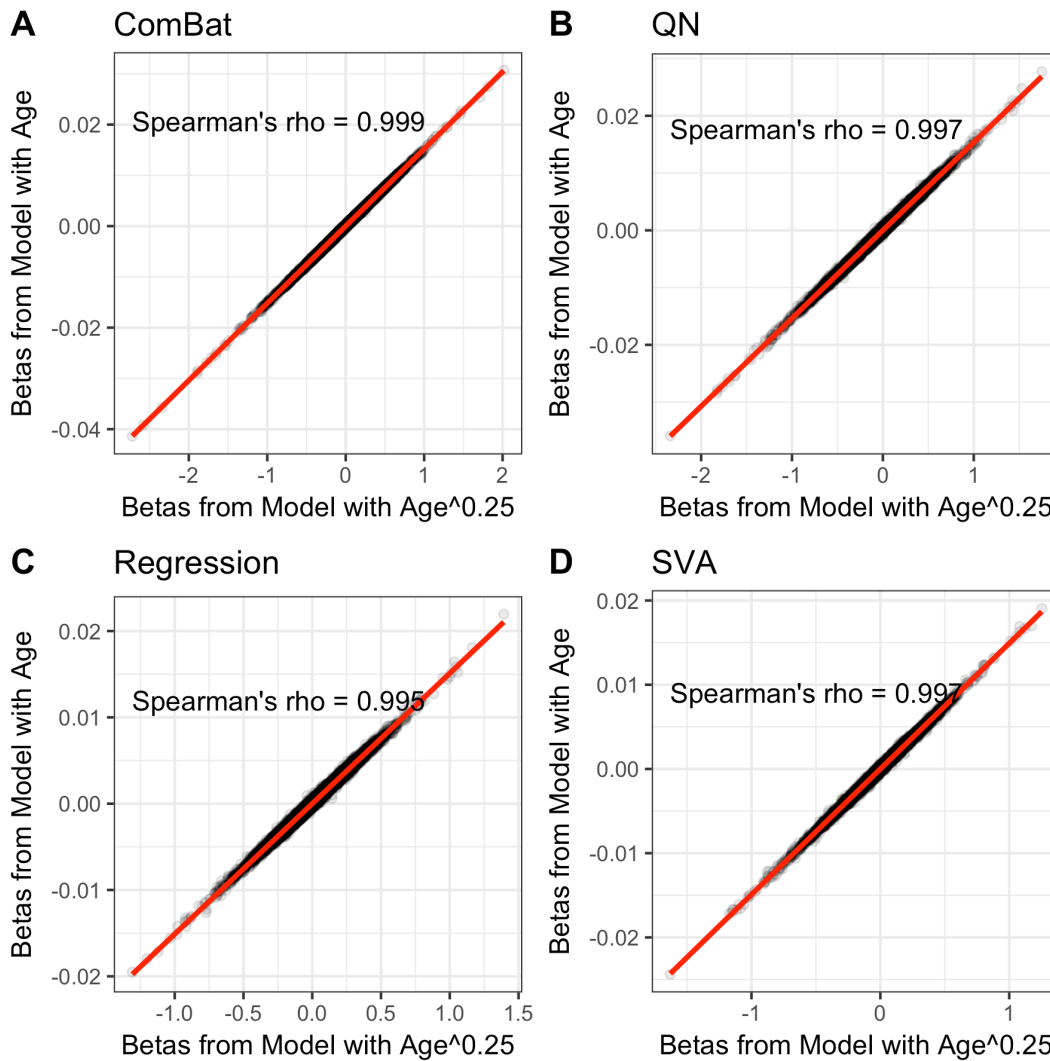 A ComBat
Betas from Model with Age
Spearman's rho = 0.999
0.02
0.00
-0.02
-0.04
-2 -1 0 1 2
Betas from Model with Age^0.25
B QN
Betas from Model with Age
Spearman's rho = 0.997
0.02
0.00
-0.02
-2 -1 0 1
Betas from Model with Age^0.25
C Regression
Betas from Model with Age
0.02
Spearman's rho = 0.995
0.01
0.00
-0.01
-0.02
-1.0 -0.5 0.0 0.5 1.0 1.5
Betas from Model with Age^0.25
D SVA
Betas from Model with Age
0.02
Spearman's rho = 0.997
0.01
0.00
-0.01
-0.02
-1 0 1
Betas from Model with Age^0.25